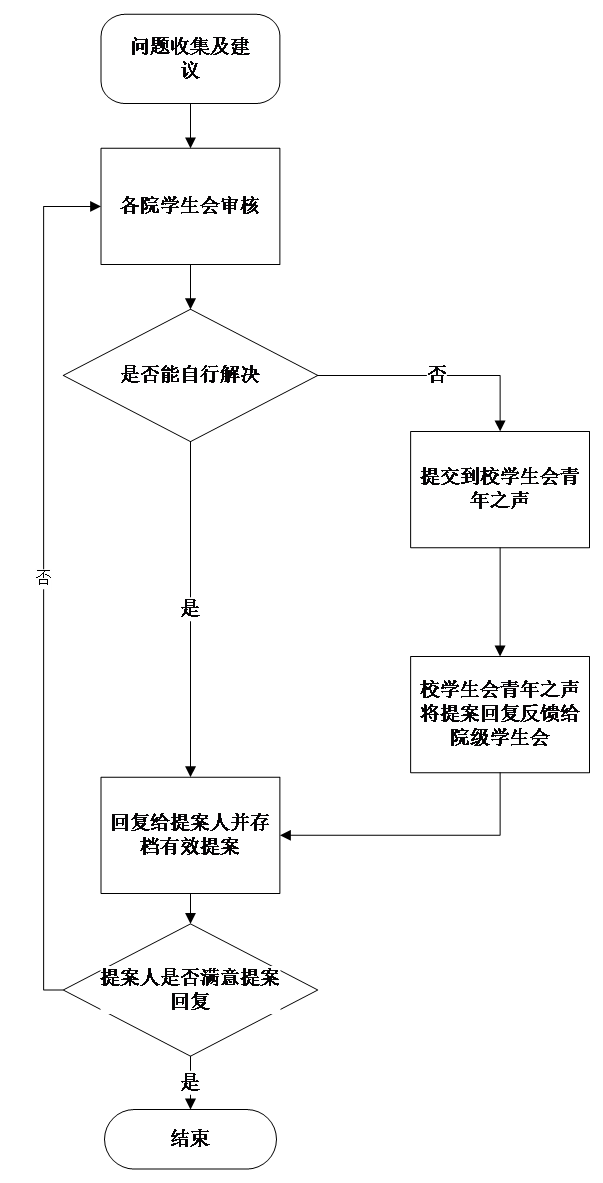 问题收集及建
议
各院学生会审核
是否能自行解决
否
提交到校学生会青
年之声
否
是
校学生会青年之声
将提案回复反馈给
院级学生会
回复给提案人并存
档有效提案
提案人是否满意提案
回复
是
结束